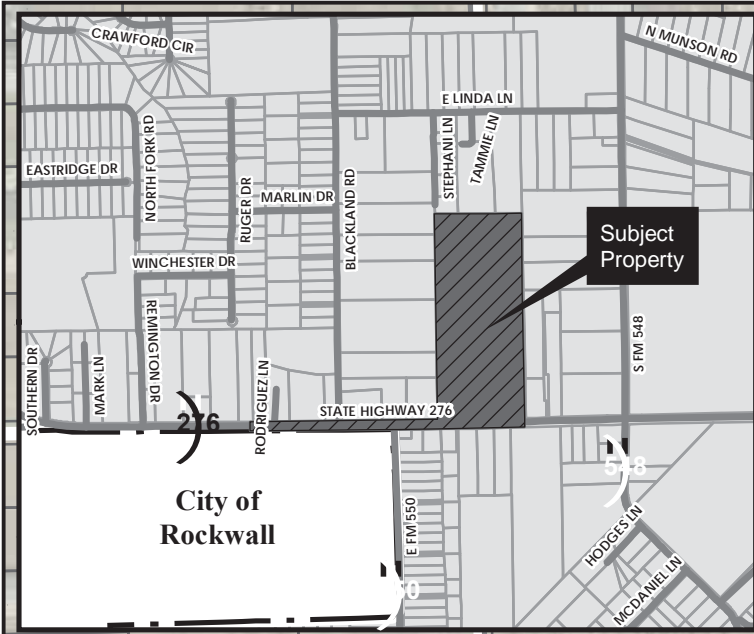 CRAWFORD CIR
N MUNSON RD
E LINDA LN
NORTH FORK RD
STEPHANI LN
TAMMIE LN
EASTRIDGE DR
RUGER DR
MARLIN DR
BLACKLAND RD
Subject
Property
WINCHESTER DR
REMINGTON DR
S FM 548
SOUTHERN DR
MARK LN
RODRIGUEZ LN
STATE HIGHWAY 276
276
548
City of
Rockwall
E FM 550
HODGES LN
MCDANIEL LN